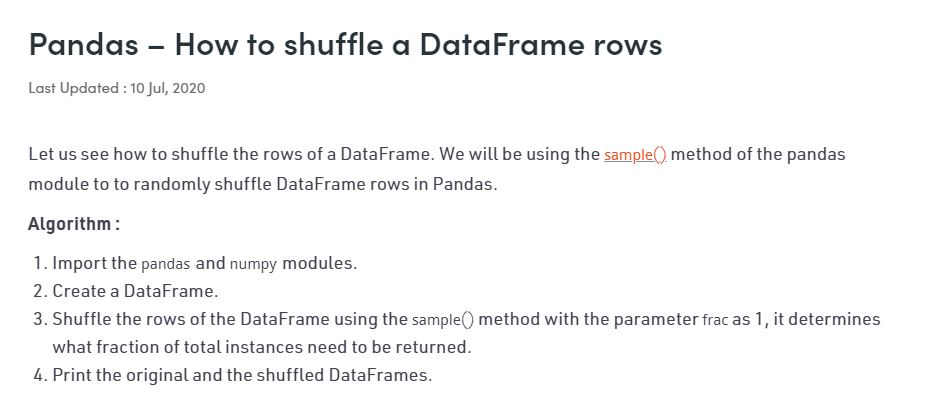 Pandas – How to shuffle a DataFrame rows
Last Updated : 10 Jul, 2020
Let us see how to shuffle the rows of a DataFrame. We will be using the sample() method of the pandas
module to to randomly shuffle DataFrame rows in Pandas.
Algorithm :
1. Import the pandas and numpy modules.
2. Create a DataFrame.
3. Shuffle the rows of the DataFrame using the sample() method with the parameter frac as 1, it determines
what fraction of total instances need to be returned.
4. Print the original and the shuffled DataFrames.